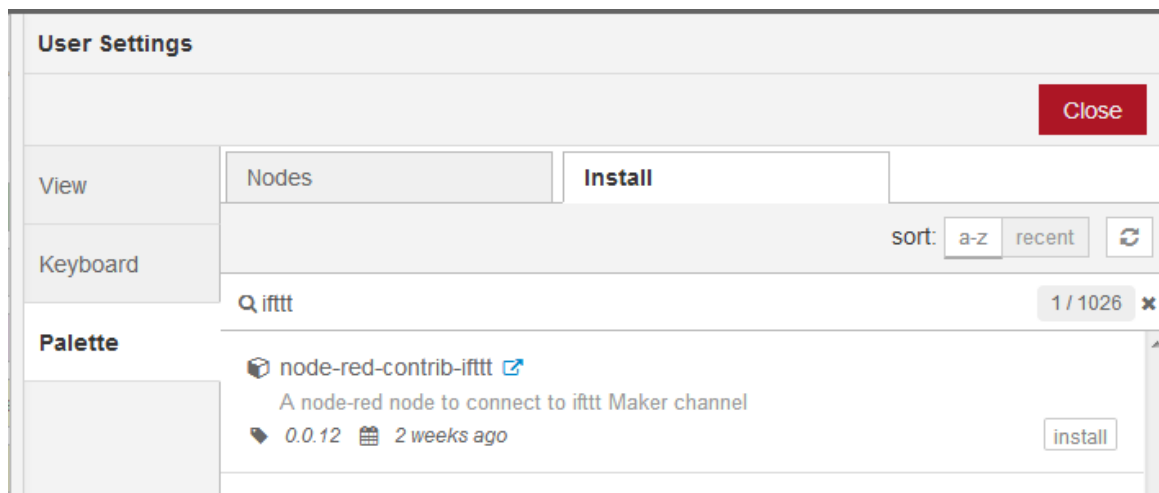 User Settings
Close
View
Nodes Install
sort: a-z recent
Keyboard
ifttt 1 / 1026
Palette
node-red-contrib-ifttt
A node-red node to connect to ifttt Maker channel
0.0.12 2 weeks ago install